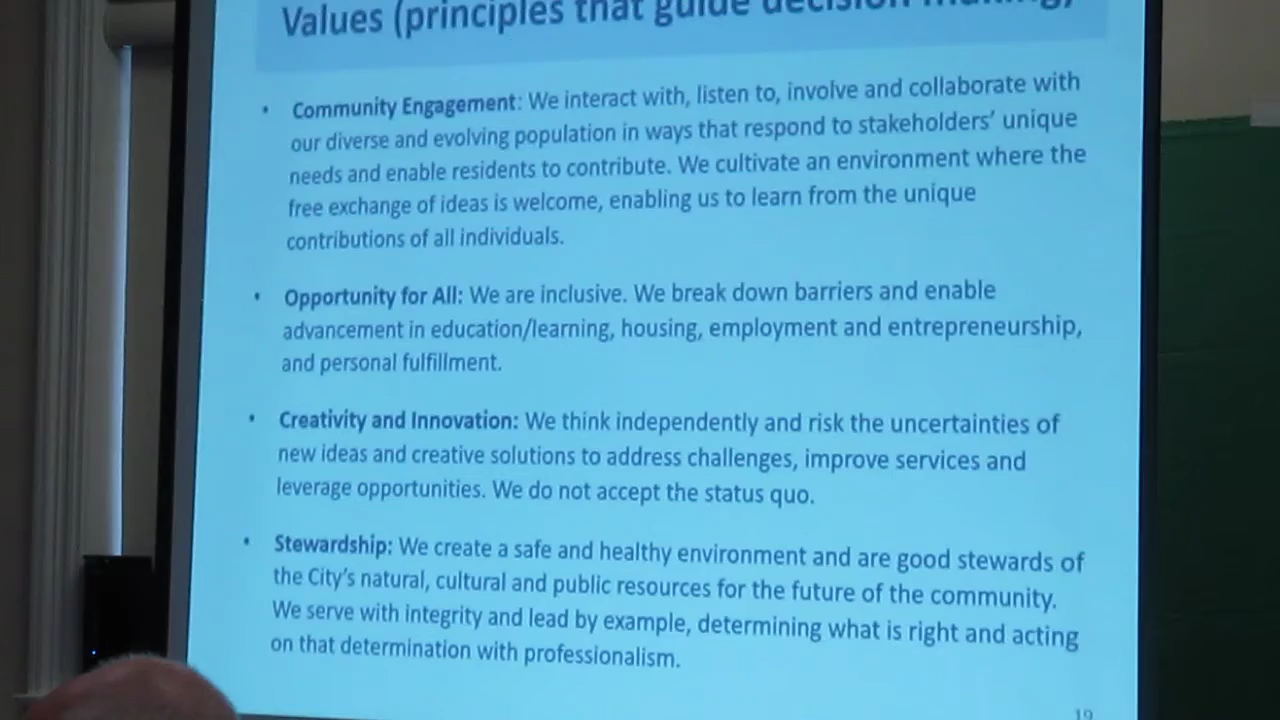 Values (principles that guide decision making)
• Community Engagement: We interact with, listen to, involve and collaborate with
our diverse and evolving population in ways that respond to stakeholders’ unique
needs and enable residents to contribute. We cultivate an environment where the
free exchange of ideas is welcome, enabling us to learn from the unique
contributions of all individuals.
• Opportunity for All: We are inclusive. We break down barriers and enable
advancement in education/learning, housing, employment and entrepreneurship,
and personal fulfillment.
• Creativity and Innovation: We think independently and risk the uncertainties of
new ideas and creative solutions to address challenges, improve services and
leverage opportunities. We do not accept the status quo.
• Stewardship: We create a safe and healthy environment and are good stewards of
the City’s natural, cultural and public resources for the future of the community.
We serve with integrity and lead by example, determining what is right and acting
on that determination with professionalism.
19